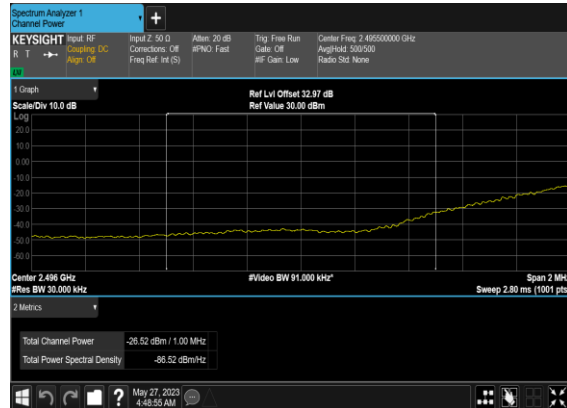 Spectrum Analyzer 1
Channel Power
+
KEYSIGHT Input: RF Input Z: 50 Ω Atten: 20 dB Trig: Free Run Center Freq: 2.495500000 GHz
R T Coupling: DC Corrections: Off #PNO: Fast Gate: Off Avg|Hold: 500/500
Align: Off Freq Ref: Int (S) #IF Gain: Low Radio Std: None
LW
1 Graph
Ref Lvl Offset 32.97 dB
Scale/Div 10.0 dB Ref Value 30.00 dBm
Log
20.0
10.0
0.00
-10.0
-20.0
-30.0
-40.0
-50.0
-60.0
Center 2.496 GHz #Video BW 91.000 kHz* Span 2 MHz
#Res BW 30.000 kHz Sweep 2.80 ms (1001 pts
2 Metrics
Total Channel Power -26.52 dBm / 1.00 MHz
Total Power Spectral Density -86.52 dBm/Hz
? May 27, 2023
4:48:55 AM